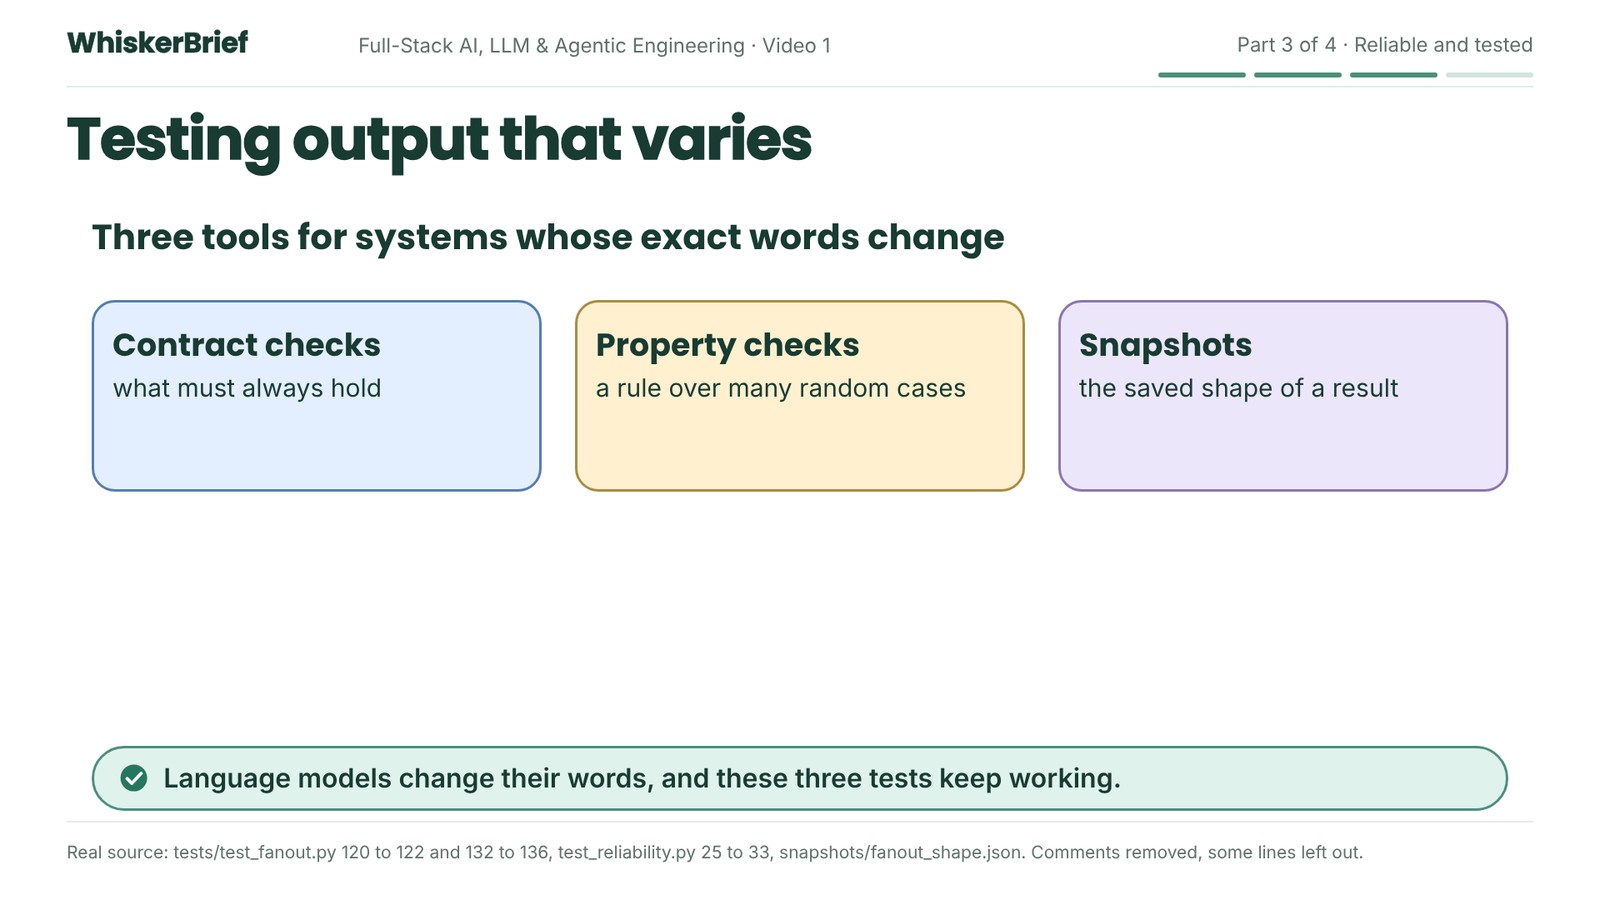 WhiskerBrief
Full-Stack AI, LLM & Agentic Engineering · Video 1
Part 3 of 4 · Reliable and tested
Testing output that varies
Three tools for systems whose exact words change
Contract checks
what must always hold
Property checks
a rule over many random cases
Snapshots
the saved shape of a result
Language models change their words, and these three tests keep working.
Real source: tests/test_fanout.py 120 to 122 and 132 to 136, test_reliability.py 25 to 33, snapshots/fanout_shape.json. Comments removed, some lines left out.